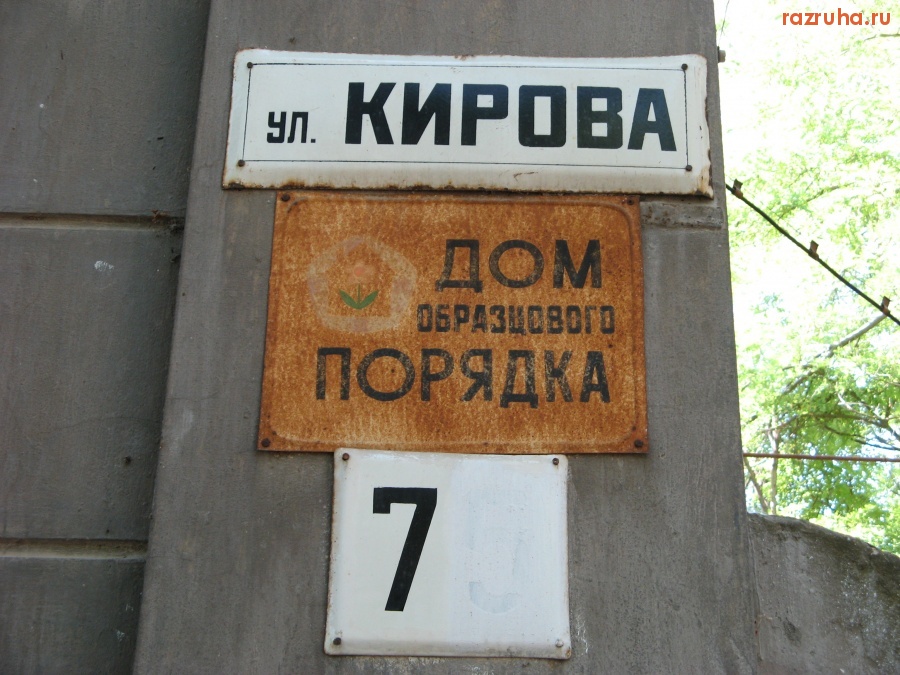 razruha.ru
ул. КИРОВА
ДОМ
ОБРАЗЦОВОГО
ПОРЯДКА
7